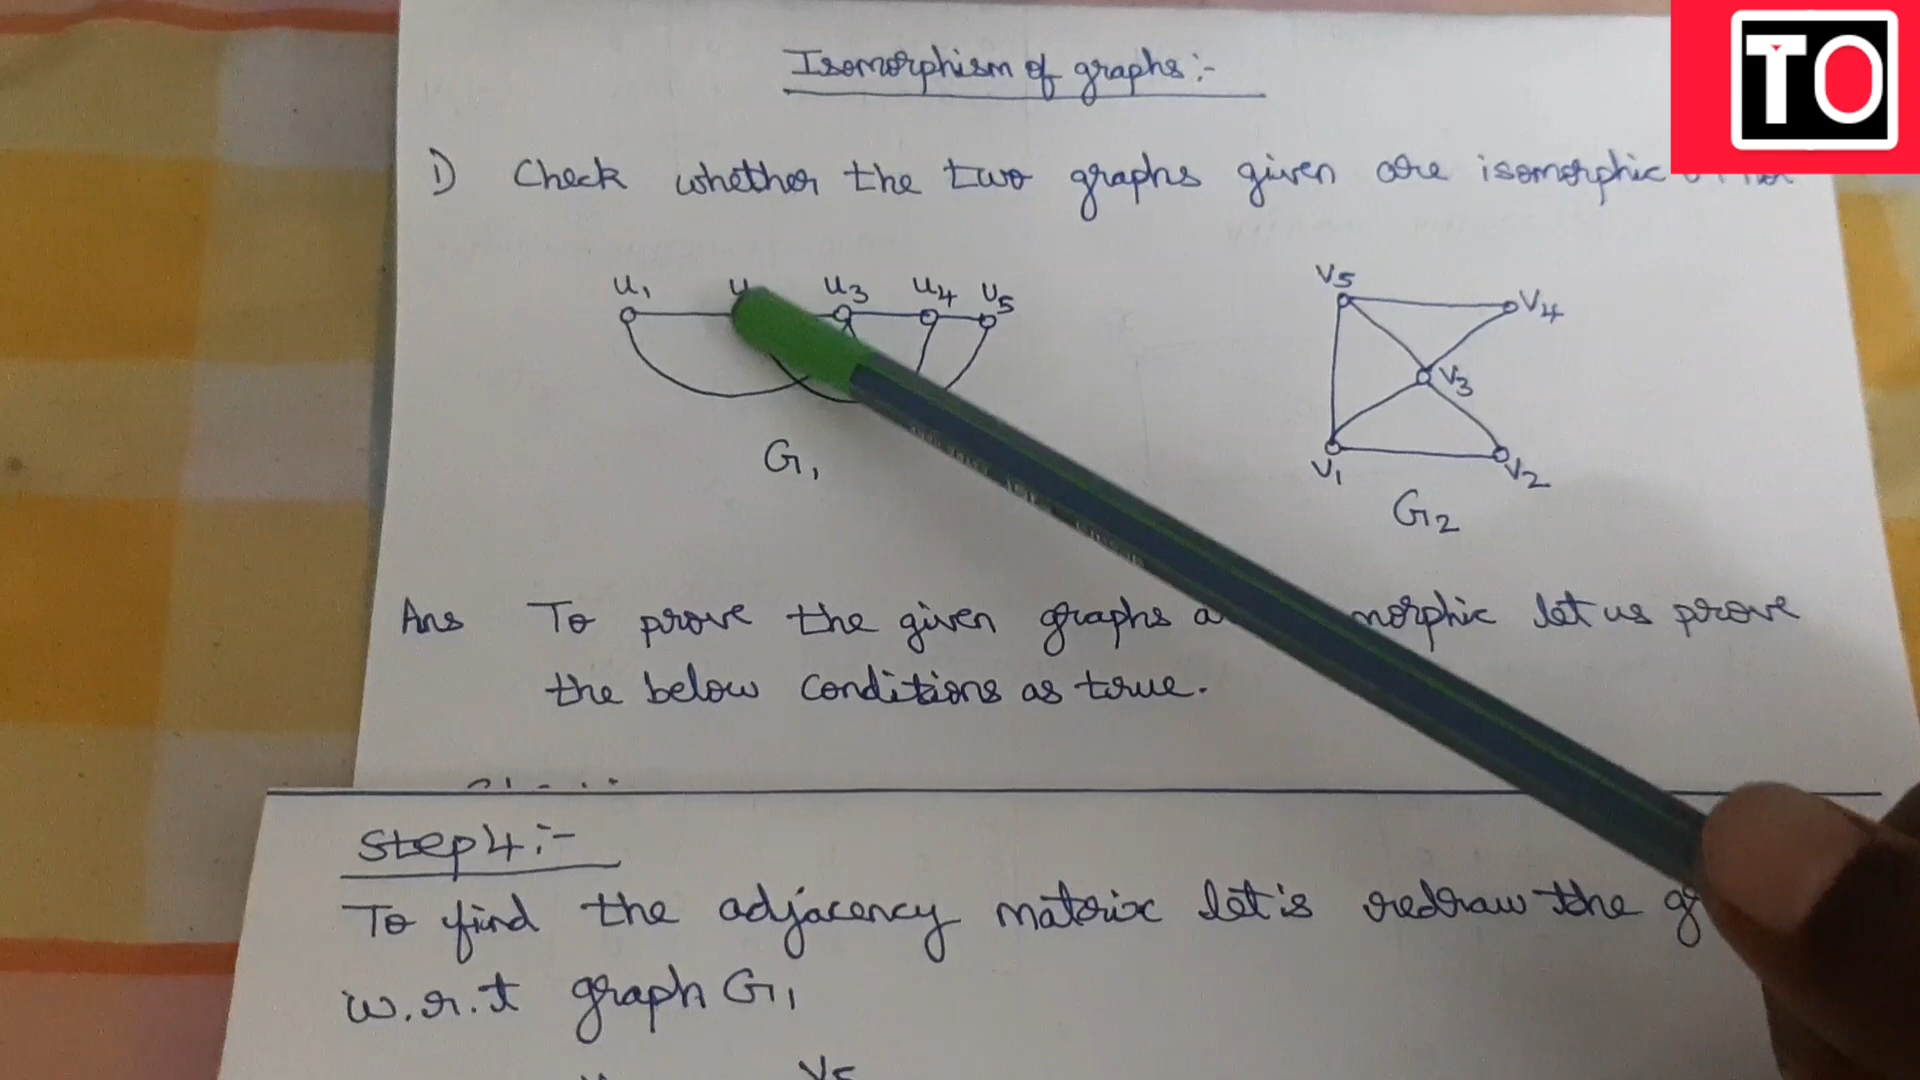 TO
Isomorphism of graphs :-
1) Check whether the two graphs given are isomorphic
u1 u3 u4 u5
G1
v5 v4
v3
v1 v2
G2
Ans To prove the given graphs let us prove
the below conditions as true.
Step 4 :-
To find the adjacency matrix let's redraw the
w.r.t graph G1
V5